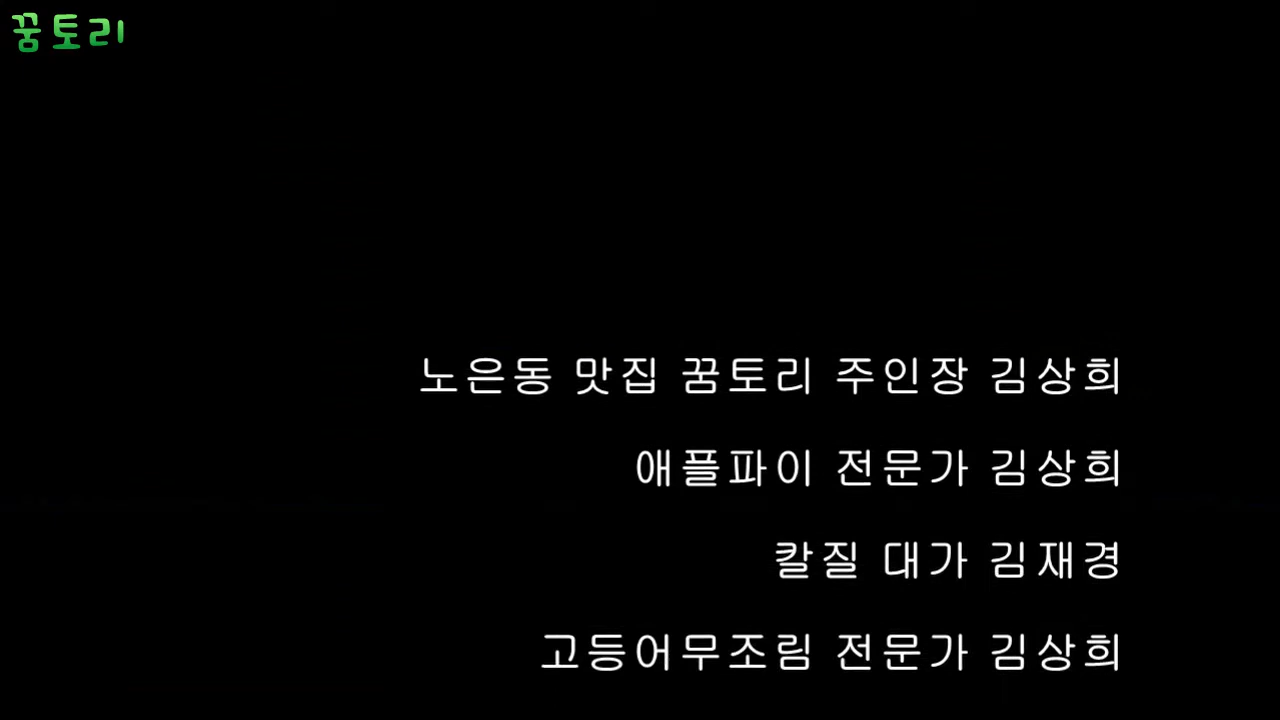 꿈토리
노은동 맛집 꿈토리 주인장 김상희
애플파이 전문가 김상희
칼질 대가 김재경
고등어무조림 전문가 김상희